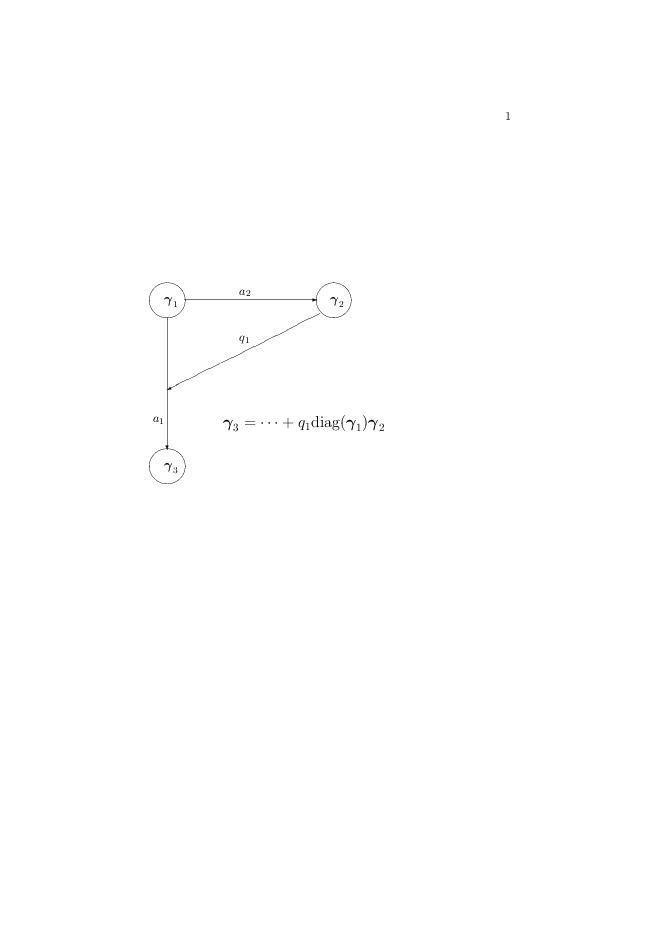 1
γ₁ a₂ γ₂
q₁
a₁ γ₃ = ⋯ + q₁diag(γ₁)γ₂
γ₃